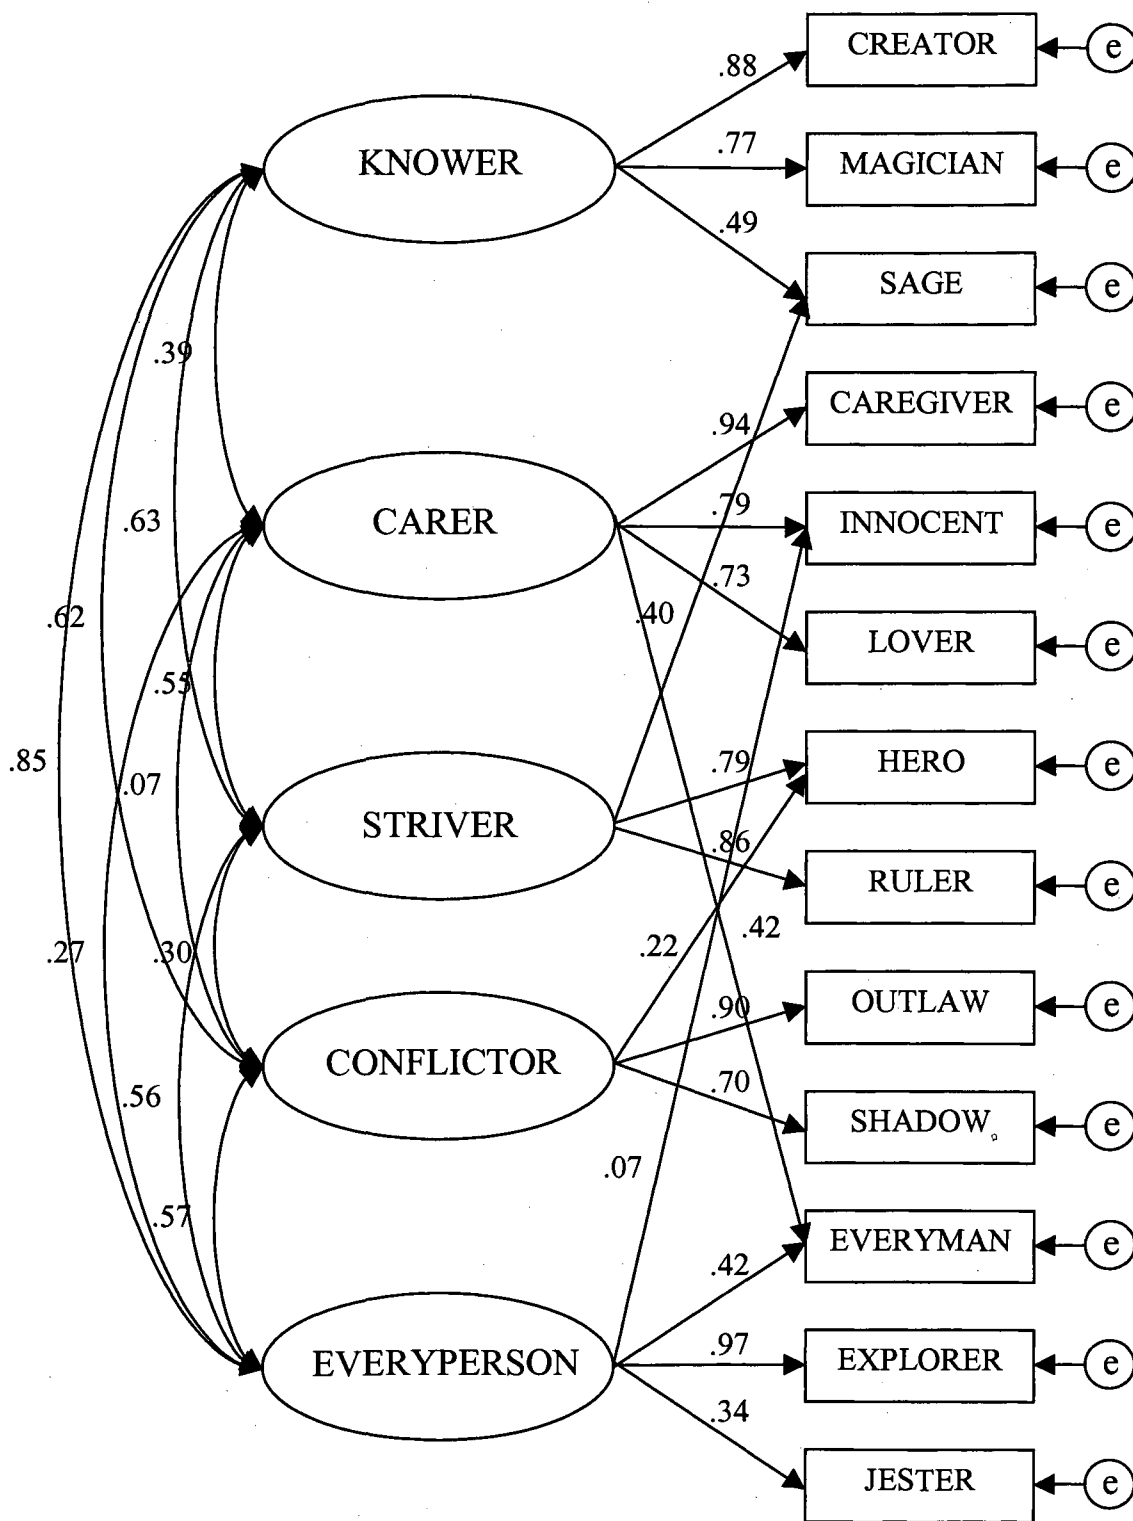 CREATOR
e
.88
KNOWER
.77
MAGICIAN
e
.49
SAGE
e
.39
CAREGIVER
e
.94
CARER
.63
.79
INNOCENT
e
.73
.62
.40
LOVER
e
.55
.85
.07
HERO
e
.79
STRIVER
.86
RULER
e
.27
.30
.22
.42
OUTLAW
e
.90
CONFLICTOR
.56
.70
SHADOW
e
.07
.57
EVERYMAN
e
.42
EVERYPERSON
.97
EXPLORER
e
.34
JESTER
e